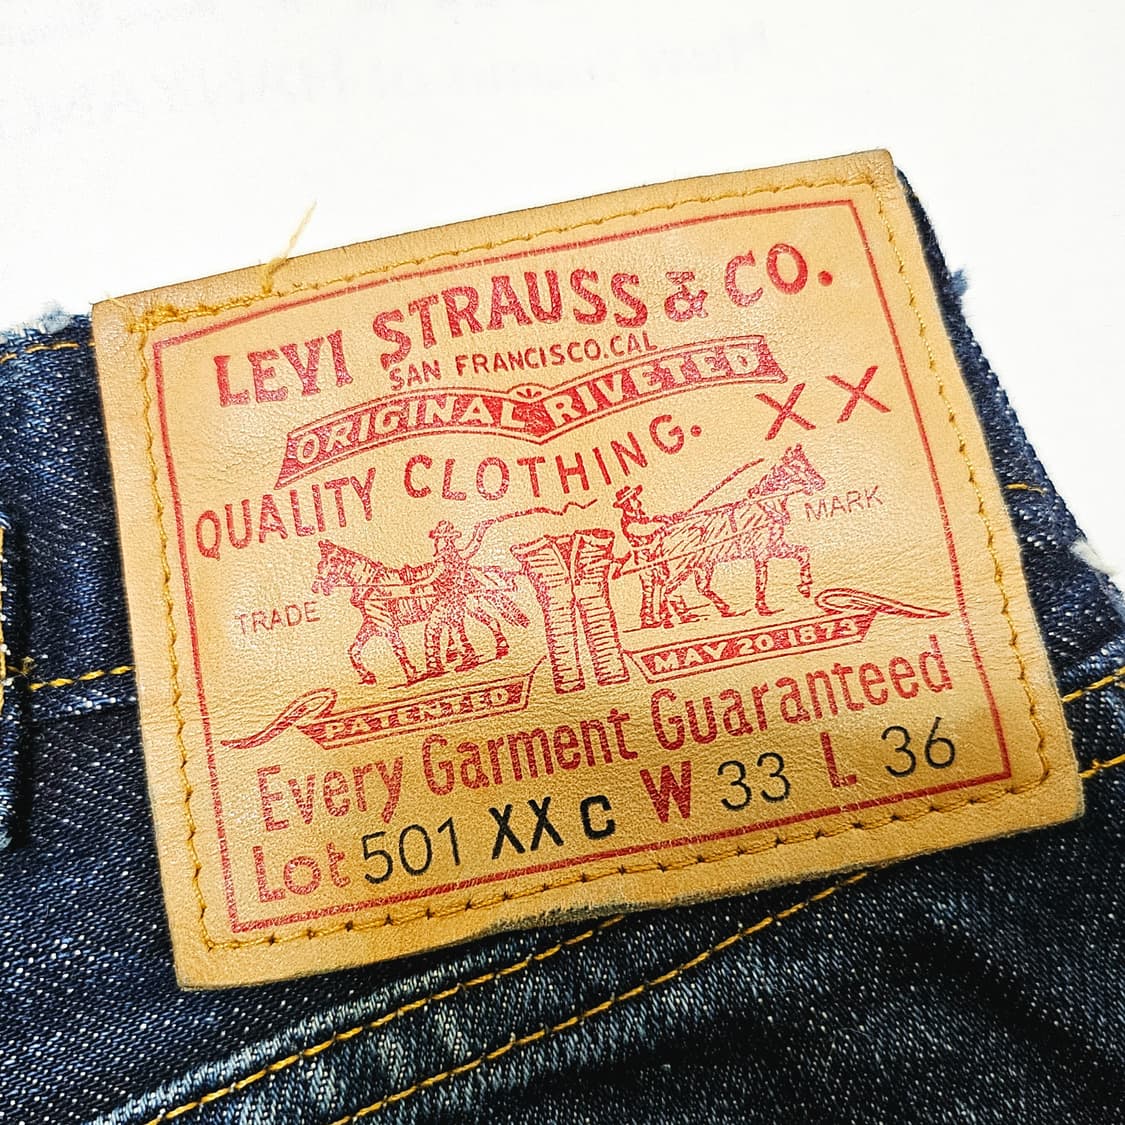 LEVI STRAUSS & CO.
SAN FRANCISCO.CAL
ORIGINAL RIVETED
QUALITY CLOTHING. XX
TRADE MARK
PATENTED MAY 20 1873
Every Garment Guaranteed
Lot 501 XX C W 33 L 36